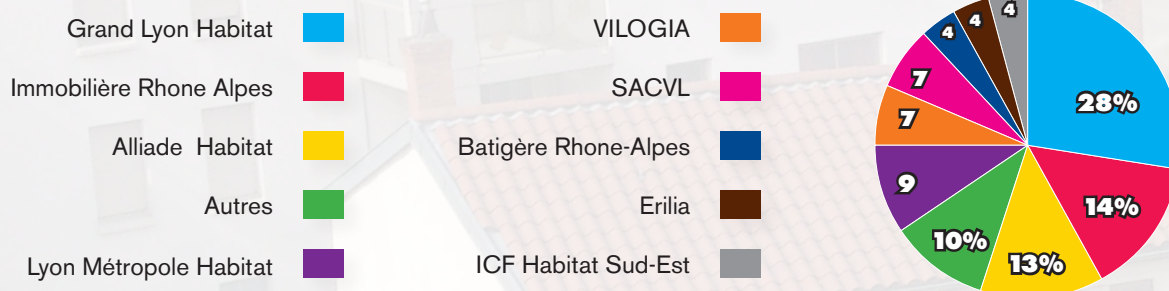 Grand Lyon Habitat
Immobilière Rhone Alpes
Alliade Habitat
Autres
Lyon Métropole Habitat
VILOGIA
SACVL
Batigère Rhone-Alpes
Erilia
ICF Habitat Sud-Est
28%
14%
13%
10%
9
7
7
4
4
4